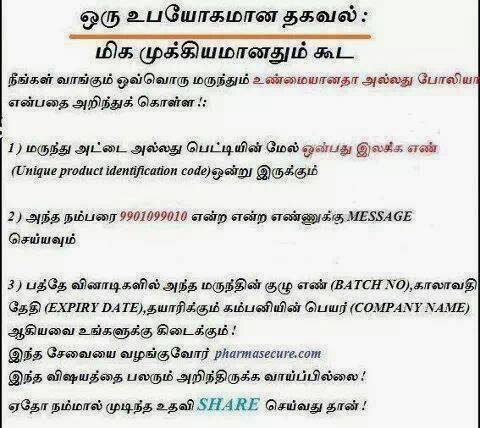 ஒரு உபயோகமான தகவல் :
மிக முக்கியமானதும் கூட
நீங்கள் வாங்கும் ஒவ்வொரு மருந்தும் உண்மையானதா அல்லது போலியா
என்பதை அறிந்துக் கொள்ள !:
1 ) மருந்து அட்டை அல்லது பெட்டியின் மேல் ஒன்பது இலக்க எண்
(Unique product identification code)ஒன்று இருக்கும்
2 ) அந்த நம்பரை 9901099010 என்ற என்ற எண்ணுக்கு MESSAGE
செய்யவும்
3 ) பத்தே வினாடிகளில் அந்த மருந்தின் குழு எண் (BATCH NO),காலாவதி
தேதி (EXPIRY DATE),தயாரிக்கும் கம்பனியின் பெயர் (COMPANY NAME)
ஆகியவை உங்களுக்கு கிடைக்கும் !
இந்த சேவையை வழங்குவோர் pharmasecure.com
இந்த விஷயத்தை பலரும் அறிந்திருக்க வாய்ப்பில்லை !
ஏதோ நம்மால் முடிந்த உதவி SHARE செய்வது தான் !